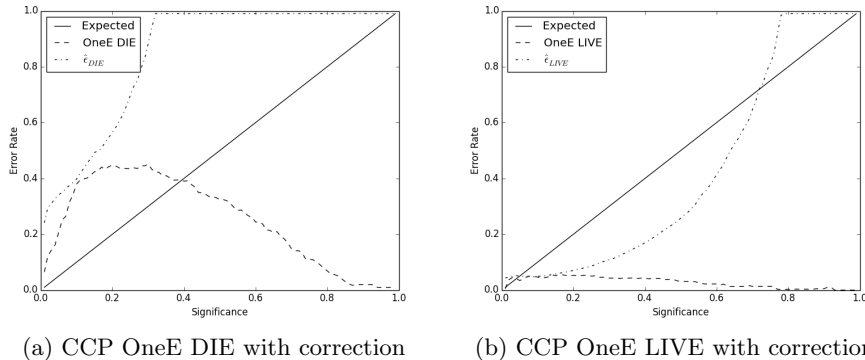 1.0
0.8
0.6
0.4
0.2
0.0
Error Rate
Expected
OneE DIE
ϵ̂_DIE
0.0 0.2 0.4 0.6 0.8 1.0
Significance
(a) CCP OneE DIE with correction
1.0
0.8
0.6
0.4
0.2
0.0
Error Rate
Expected
OneE LIVE
ϵ̂_LIVE
0.0 0.2 0.4 0.6 0.8 1.0
Significance
(b) CCP OneE LIVE with correction